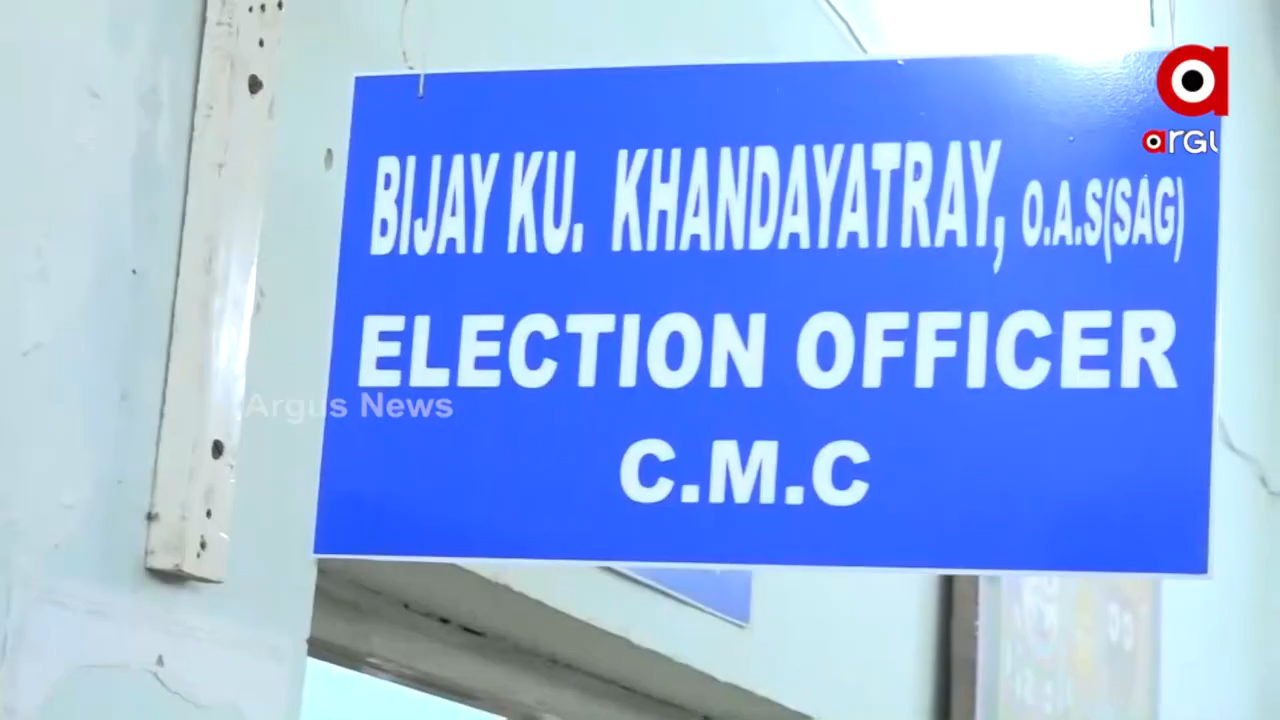 BIJAY KU. KHANDAYATRAY, O.A.S(SAG)
ELECTION OFFICER
C.M.C
Argus News